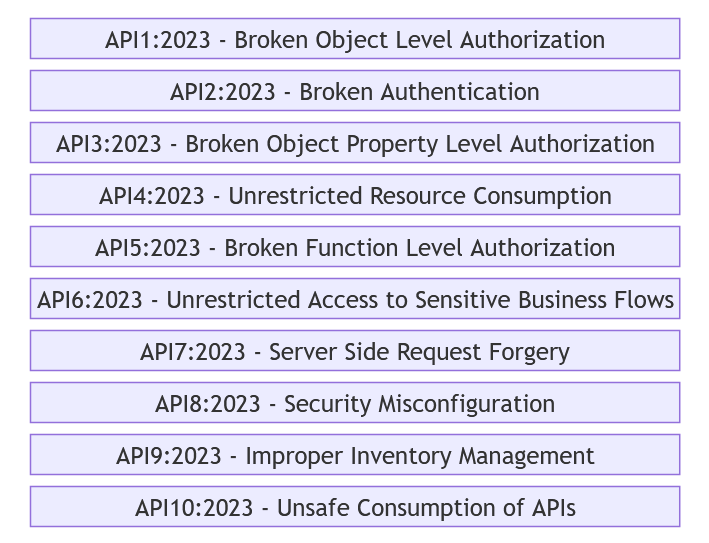 API1:2023 - Broken Object Level Authorization
API2:2023 - Broken Authentication
API3:2023 - Broken Object Property Level Authorization
API4:2023 - Unrestricted Resource Consumption
API5:2023 - Broken Function Level Authorization
API6:2023 - Unrestricted Access to Sensitive Business Flows
API7:2023 - Server Side Request Forgery
API8:2023 - Security Misconfiguration
API9:2023 - Improper Inventory Management
API10:2023 - Unsafe Consumption of APIs